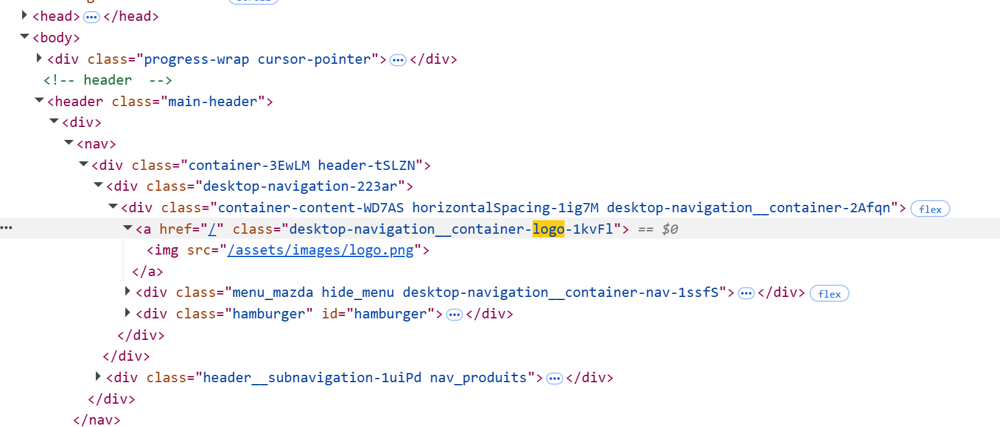 <head> ••• </head>
<body>
<div class="progress-wrap cursor-pointer"> ••• </div>
<!-- header  -->
<header class="main-header">
<div>
<nav>
<div class="container-3EwLM header-tSLZN">
<div class="desktop-navigation-223ar">
<div class="container-content-WD7AS horizontalSpacing-1ig7M desktop-navigation__container-2Afqn"> flex
••• <a href="/" class="desktop-navigation__container-logo-1kvFl"> == $0
<img src="/assets/images/logo.png">
</a>
<div class="menu_mazda hide_menu desktop-navigation__container-nav-1ssfS"> ••• </div> flex
<div class="hamburger" id="hamburger"> ••• </div>
</div>
</div>
<div class="header__subnavigation-1uiPd nav_produits"> ••• </div>
</div>
</nav>